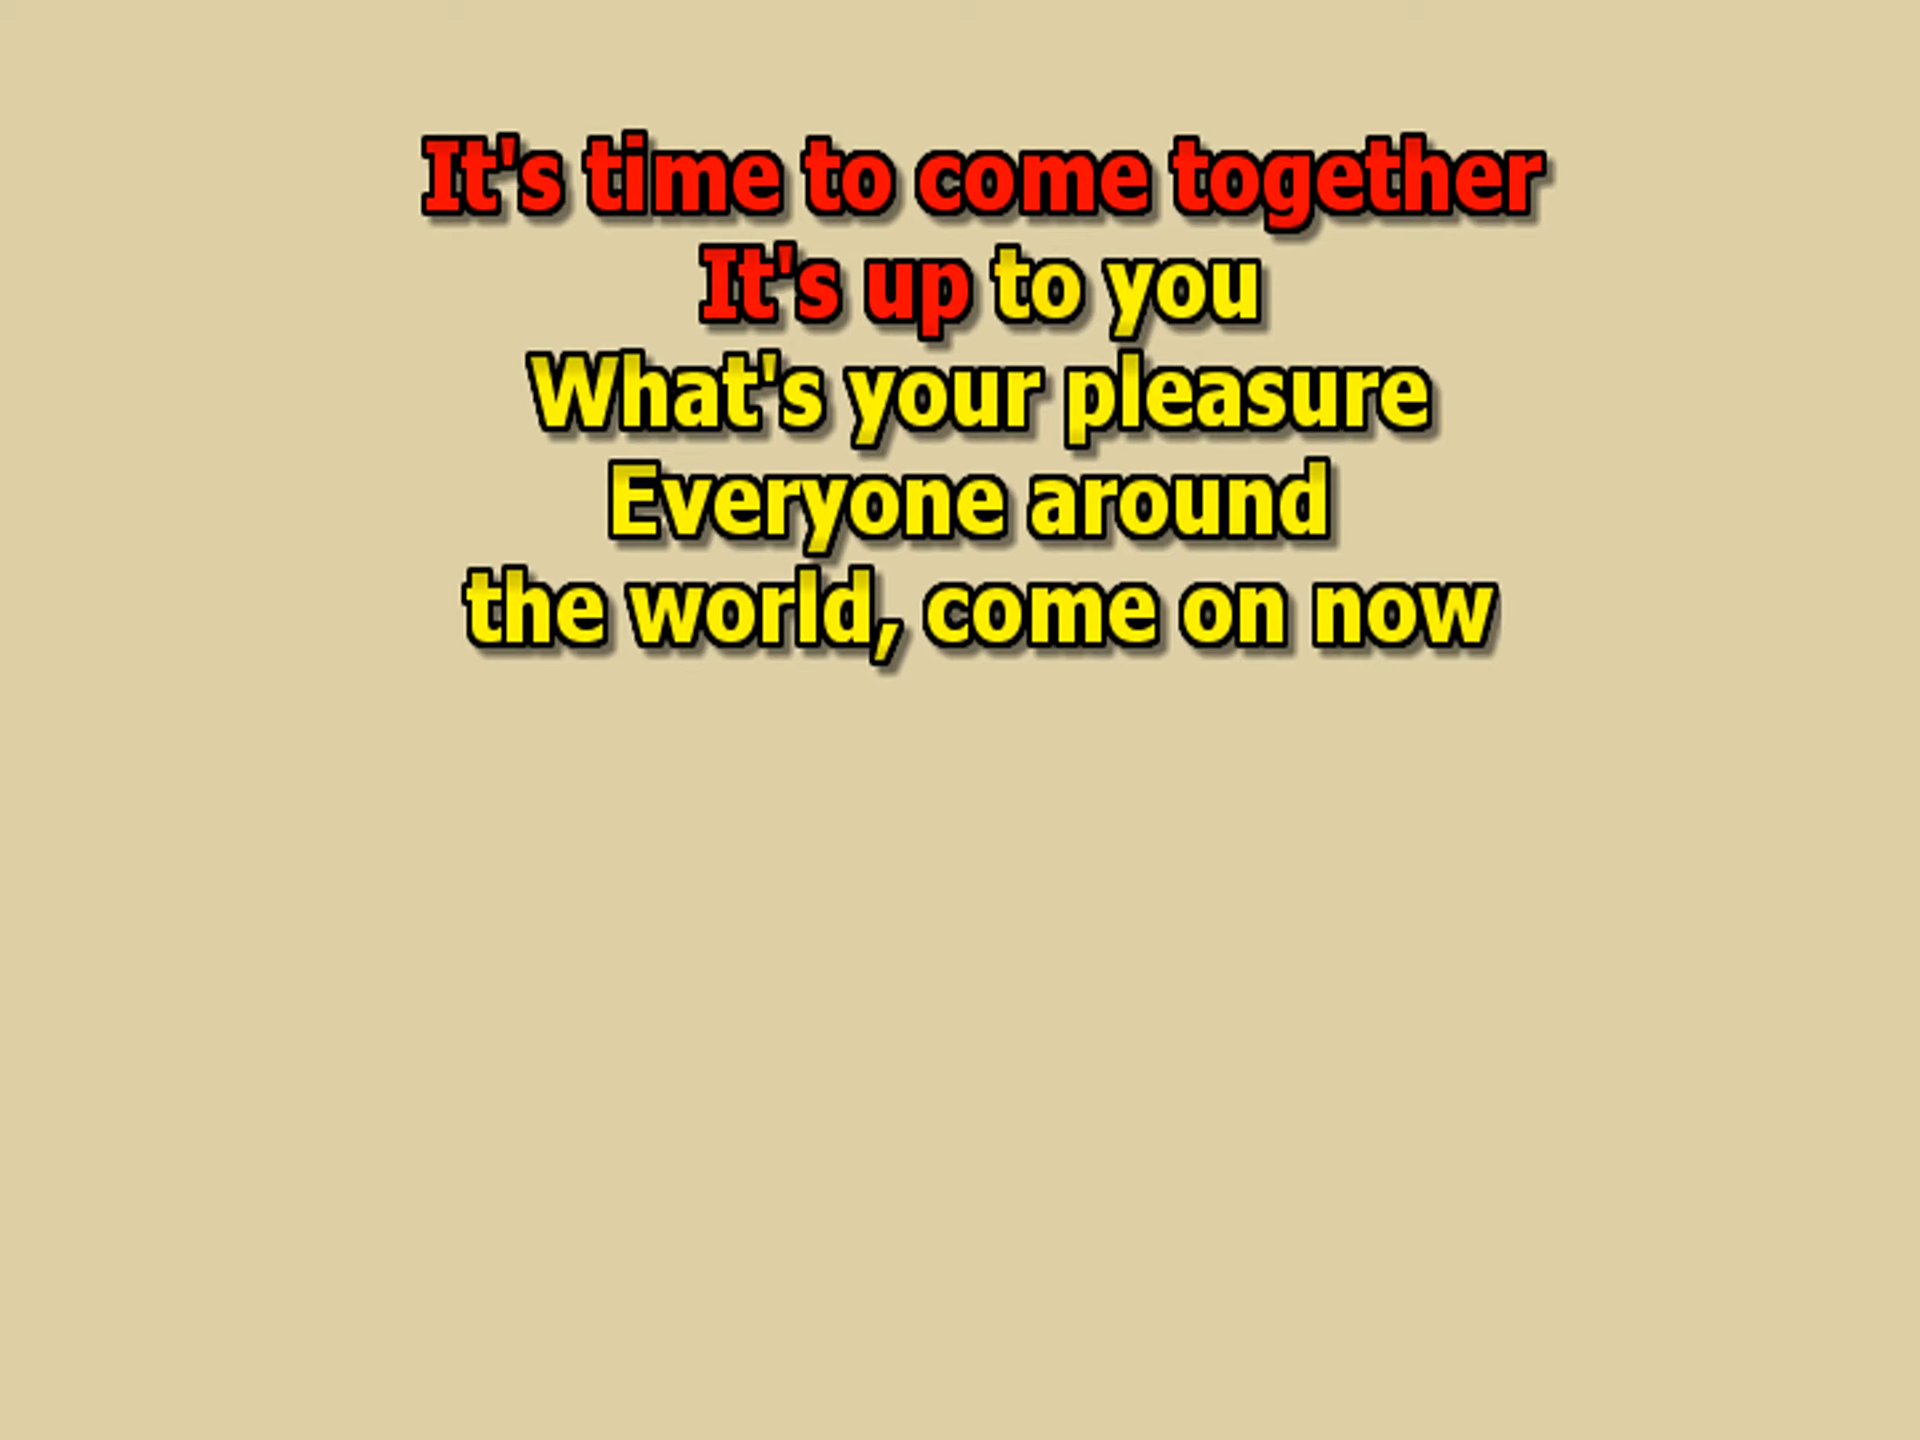 It's time to come together
It's up to you
What's your pleasure
Everyone around
the world, come on now